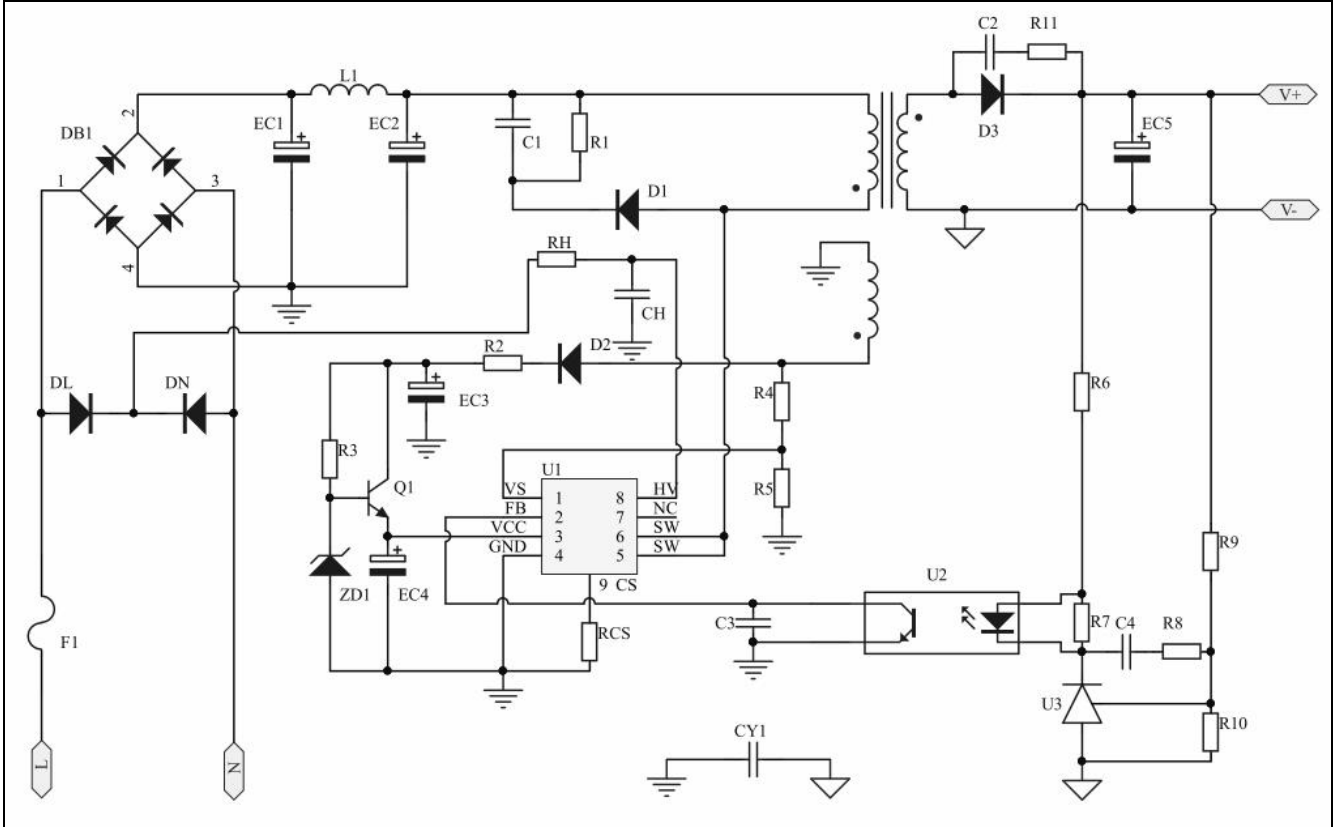 C2 R11
L1
V+
2
DB1 EC1 EC2 C1 R1 D3 EC5
1 3
D1
V-
RH
4
CH
R2 D2
DL DN EC3 R4 R6
R3
U1
Q1 VS 1 8 HV R5
FB 2 7 NC
VCC 3 6 SW
GND 4 5 SW
R9
ZD1 EC4 9 CS U2
F1 RCS C3 R7 C4 R8
U3
R10
CY1
L N